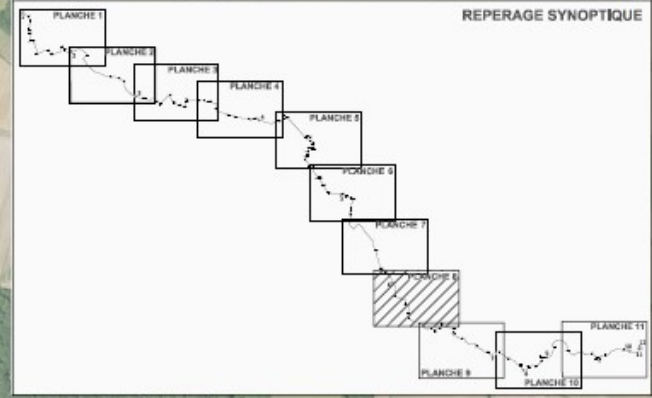 REPERAGE SYNOPTIQUE
PLANCHE 1
PLANCHE 2
PLANCHE 3
PLANCHE 4
PLANCHE 5
PLANCHE 6
PLANCHE 7
PLANCHE 8
PLANCHE 9
PLANCHE 10
PLANCHE 11